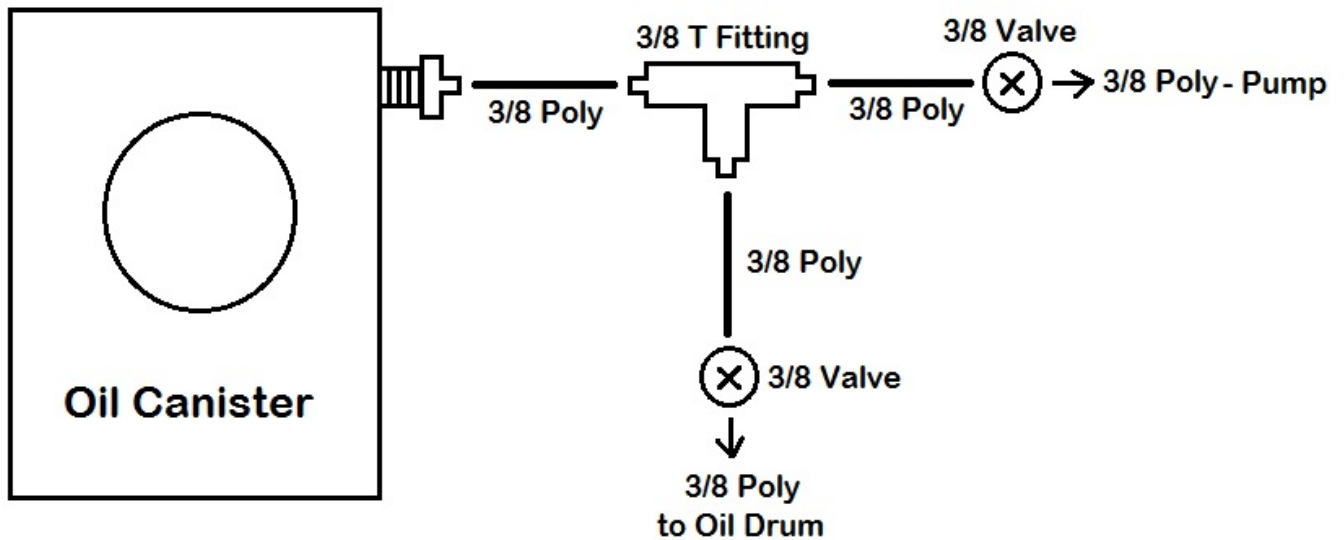 3/8 T Fitting
3/8 Valve
3/8 Poly
3/8 Poly
3/8 Poly - Pump
3/8 Poly
3/8 Valve
Oil Canister
3/8 Poly
to Oil Drum